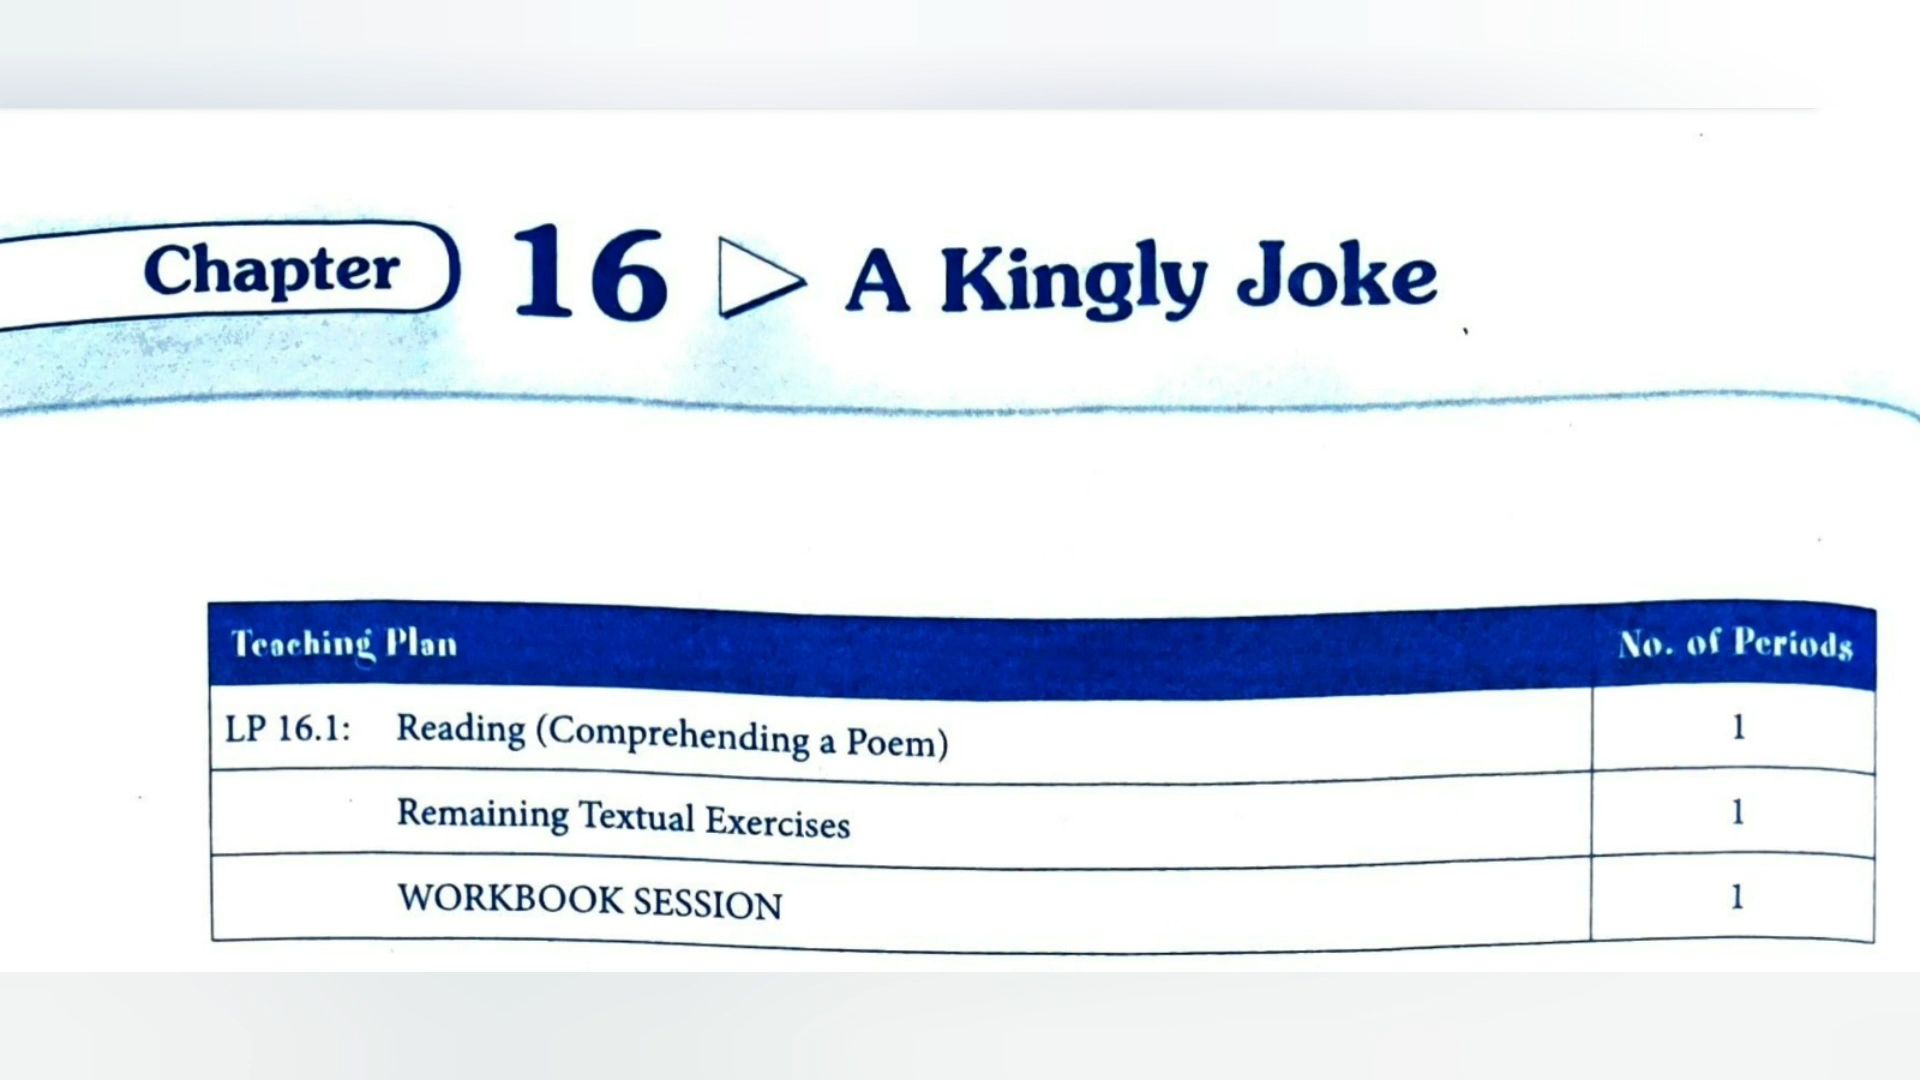 Chapter 16 A Kingly Joke
Teaching Plan No. of Periods
LP 16.1: Reading (Comprehending a Poem) 1
Remaining Textual Exercises 1
WORKBOOK SESSION 1